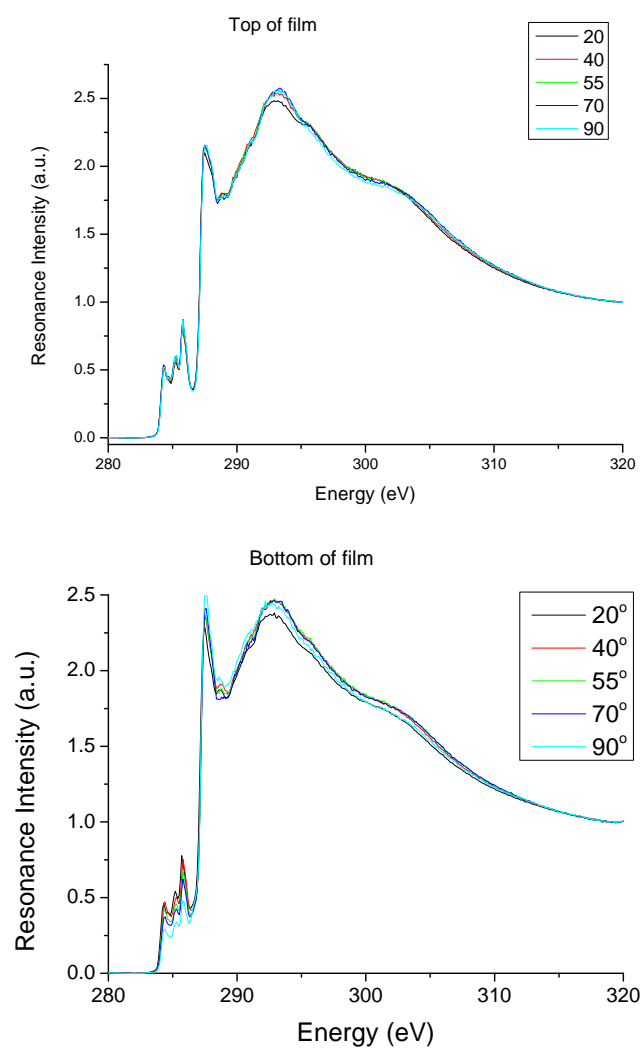 Top of film
20
40
55
70
90
2.5
2.0
1.5
1.0
0.5
0.0
Resonance Intensity (a.u.)
280 290 300 310 320
Energy (eV)
Bottom of film
20°
40°
55°
70°
90°
2.5
2.0
1.5
1.0
0.5
0.0
Resonance Intensity (a.u.)
280 290 300 310 320
Energy (eV)